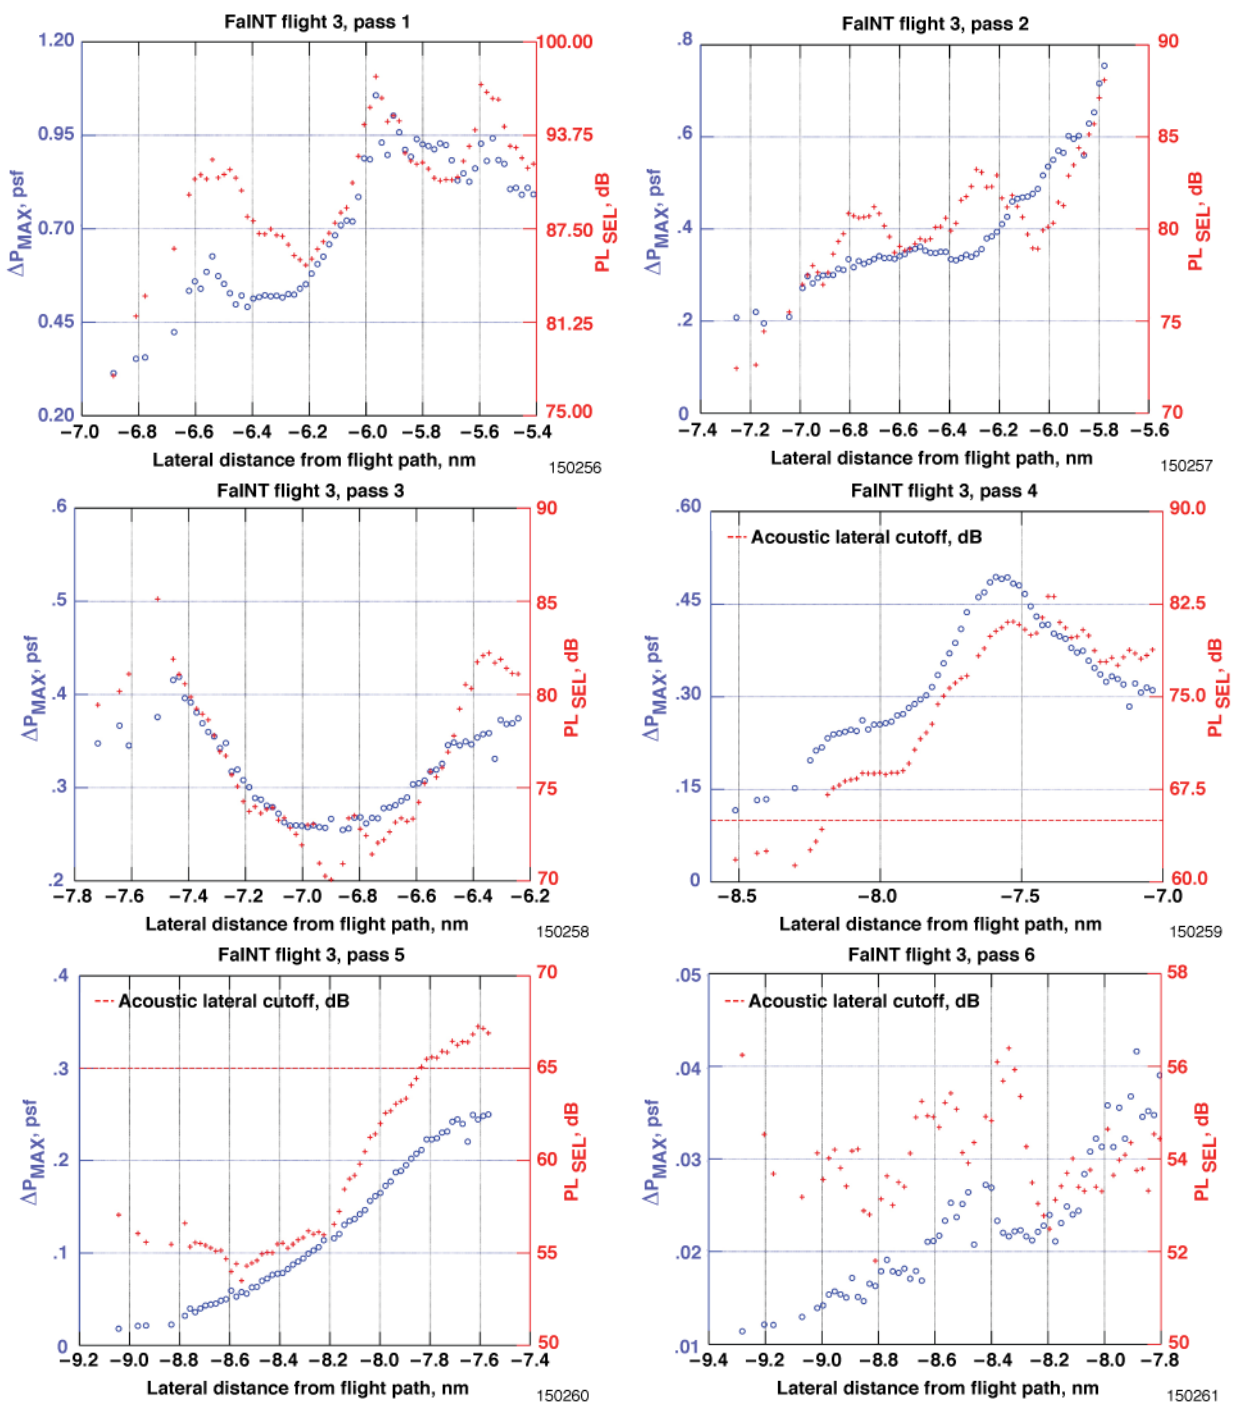 FaINT flight 3, pass 1
1.20
0.95
0.70
0.45
0.20
ΔPMAX, psf
100.00
93.75
87.50
81.25
75.00
PL SEL, dB
−7.0 −6.8 −6.6 −6.4 −6.2 −6.0 −5.8 −5.6 −5.4
Lateral distance from flight path, nm
150256
FaINT flight 3, pass 2
.8
.6
.4
.2
0
ΔPMAX, psf
90
85
80
75
70
PL SEL, dB
−7.4 −7.2 −7.0 −6.8 −6.6 −6.4 −6.2 −6.0 −5.8 −5.6
Lateral distance from flight path, nm
150257
FaINT flight 3, pass 3
.6
.5
.4
.3
.2
ΔPMAX, psf
90
85
80
75
70
PL SEL, dB
−7.8 −7.6 −7.4 −7.2 −7.0 −6.8 −6.6 −6.4 −6.2
Lateral distance from flight path, nm
150258
FaINT flight 3, pass 4
Acoustic lateral cutoff, dB
.60
.45
.30
.15
0
ΔPMAX, psf
90.0
82.5
75.0
67.5
60.0
PL SEL, dB
−8.5 −8.0 −7.5 −7.0
Lateral distance from flight path, nm
150259
FaINT flight 3, pass 5
Acoustic lateral cutoff, dB
.4
.3
.2
.1
0
ΔPMAX, psf
70
65
60
55
50
PL SEL, dB
−9.2 −9.0 −8.8 −8.6 −8.4 −8.2 −8.0 −7.8 −7.6 −7.4
Lateral distance from flight path, nm
150260
FaINT flight 3, pass 6
Acoustic lateral cutoff, dB
.05
.04
.03
.02
.01
ΔPMAX, psf
58
56
54
52
50
PL SEL, dB
−9.4 −9.2 −9.0 −8.8 −8.6 −8.4 −8.2 −8.0 −7.8
Lateral distance from flight path, nm
150261